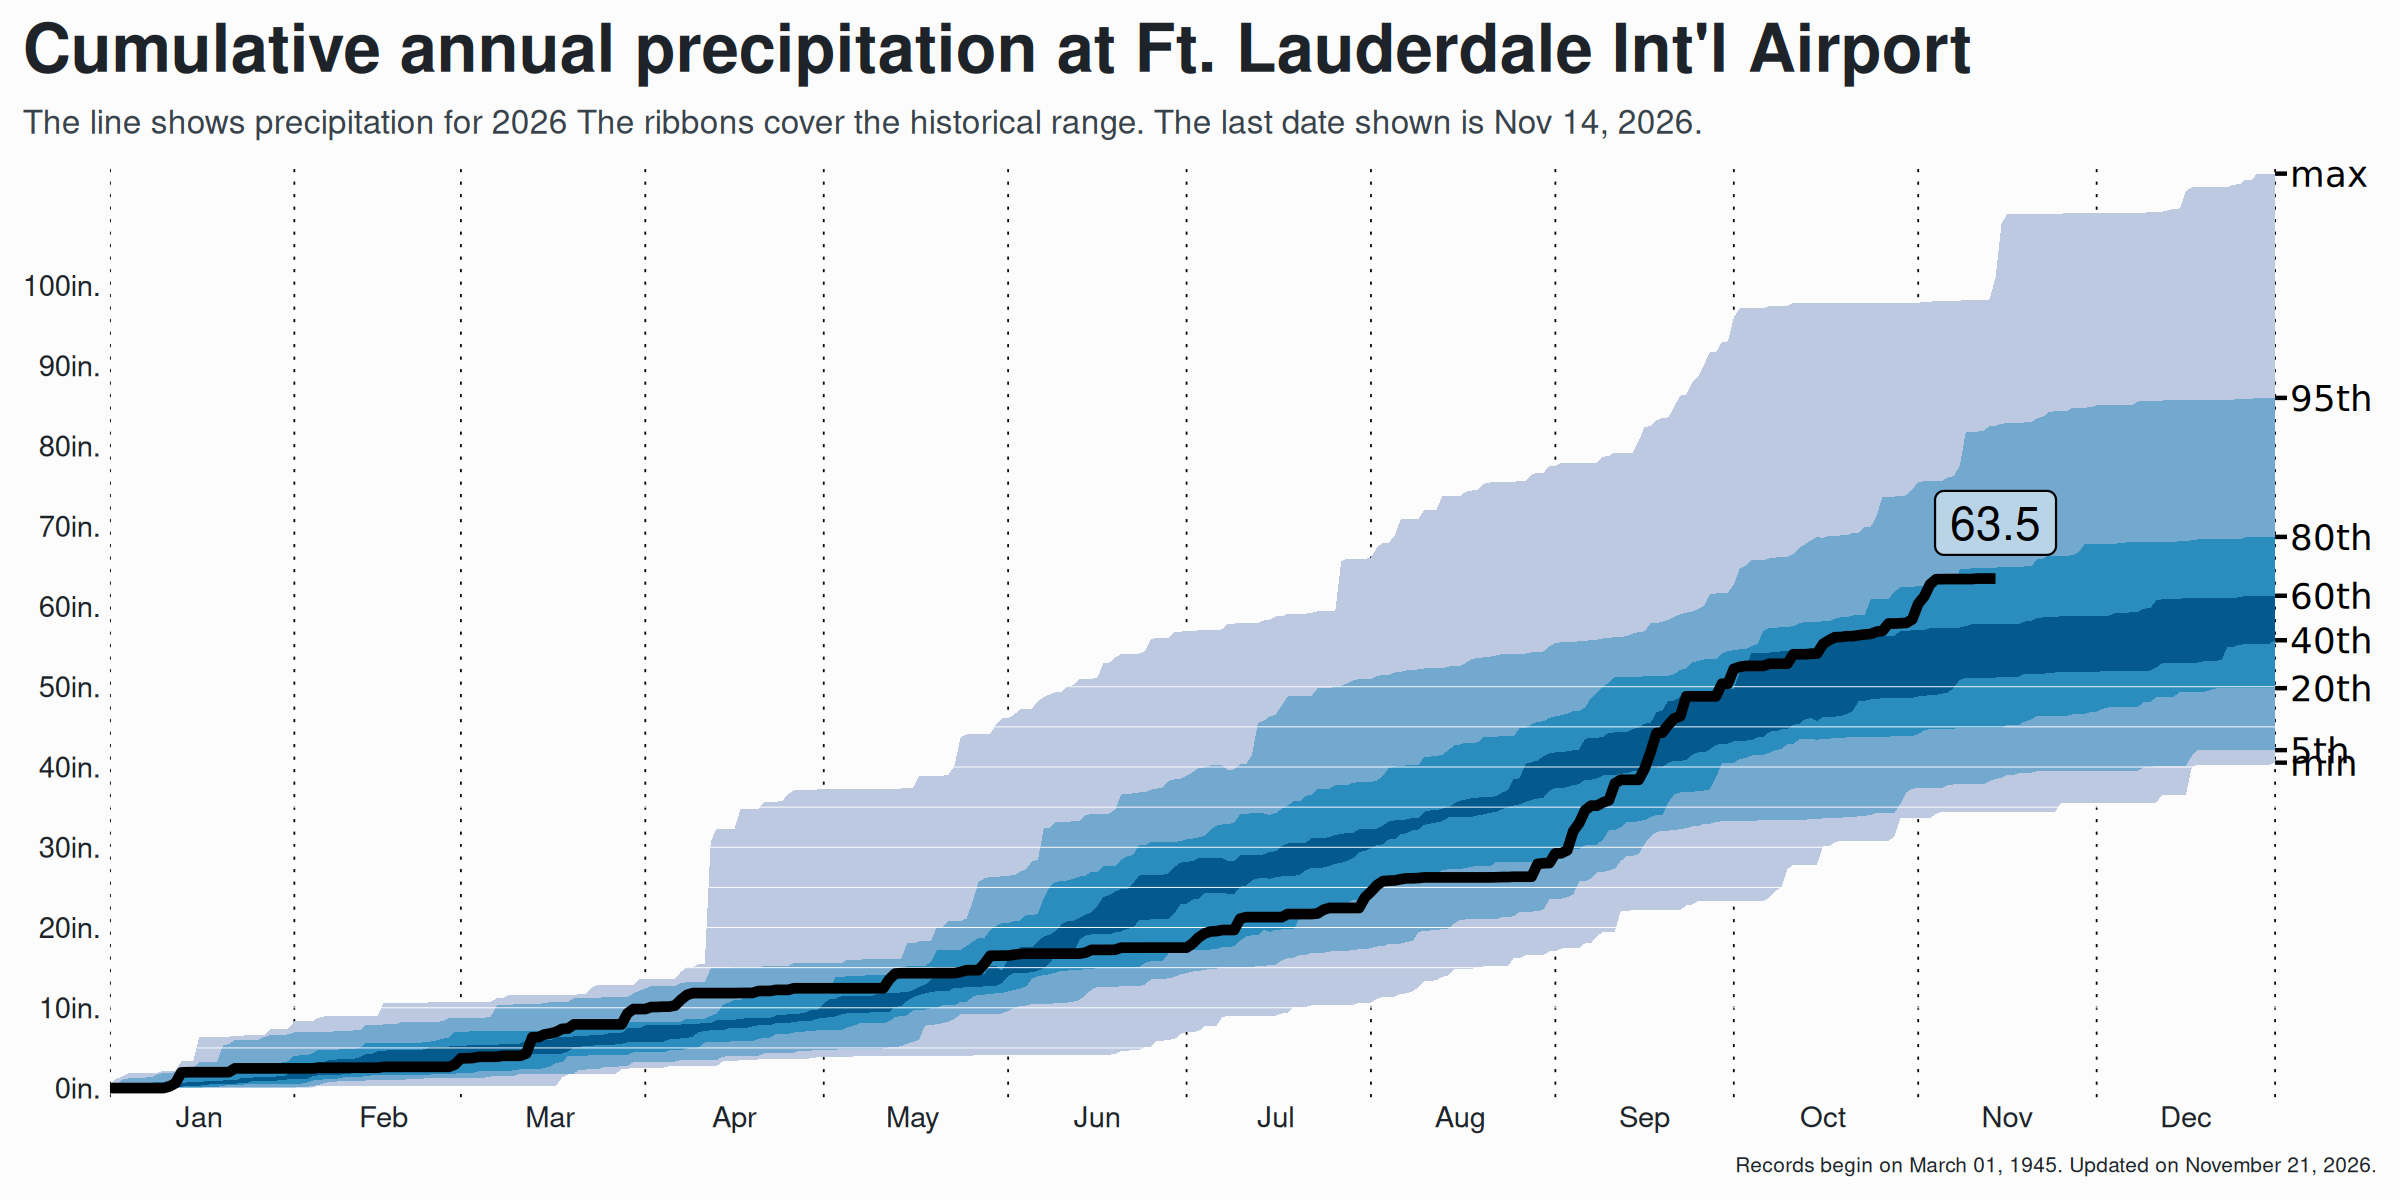 Cumulative annual precipitation at Ft. Lauderdale Int'l Airport
The line shows precipitation for 2026 The ribbons cover the historical range. The last date shown is Nov 14, 2026.
max
100in.
90in.
95th
80in.
70in.
63.5
80th
60in.
60th
40th
50in.
20th
5th
40in.
min
30in.
20in.
10in.
0in.
Jan Feb Mar Apr May Jun Jul Aug Sep Oct Nov Dec
Records begin on March 01, 1945. Updated on November 21, 2026.